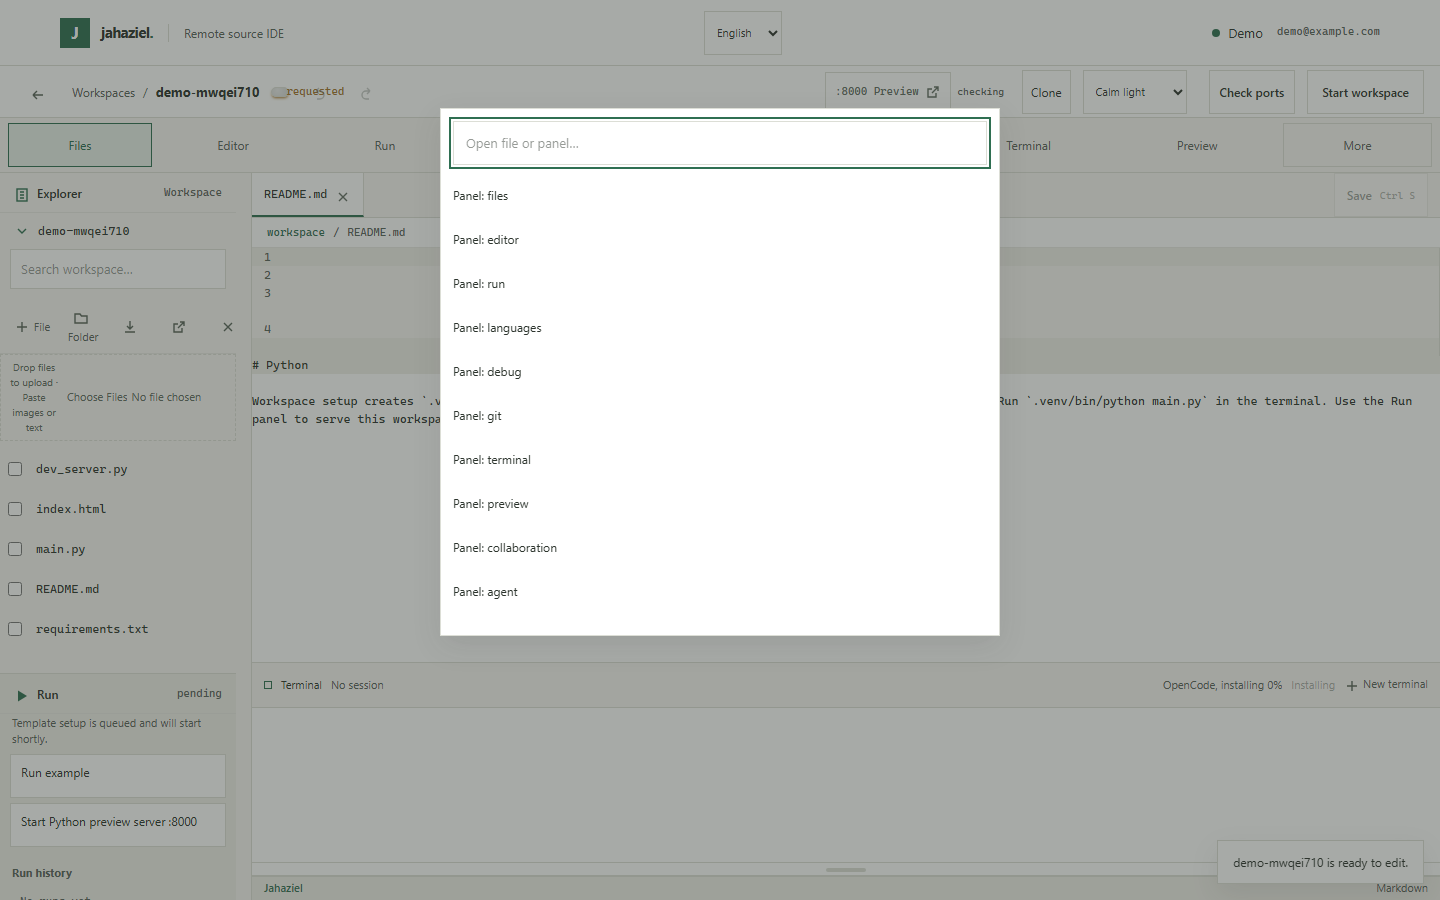 J jahaziel. Remote source IDE English Demo demo@example.com
Workspaces / demo-mwqei710 requested :8000 Preview checking Clone Calm light Check ports Start workspace
Files Editor Run Terminal Preview More
Explorer Workspace
demo-mwqei710
Search workspace...
File
Folder
Drop files
to upload ·
Paste
images or
text
Choose Files No file chosen
dev_server.py
index.html
main.py
README.md
requirements.txt
Run pending
Template setup is queued and will start
shortly.
Run example
Start Python preview server :8000
Run history
README.md Save Ctrl S
workspace / README.md
1
2
3
4
# Python
Workspace setup creates `.v Run `.venv/bin/python main.py` in the terminal. Use the Run
panel to serve this workspa
Open file or panel...
Panel: files
Panel: editor
Panel: run
Panel: languages
Panel: debug
Panel: git
Panel: terminal
Panel: preview
Panel: collaboration
Panel: agent
Terminal No session OpenCode, installing 0% Installing New terminal
demo-mwqei710 is ready to edit.
Jahaziel Markdown